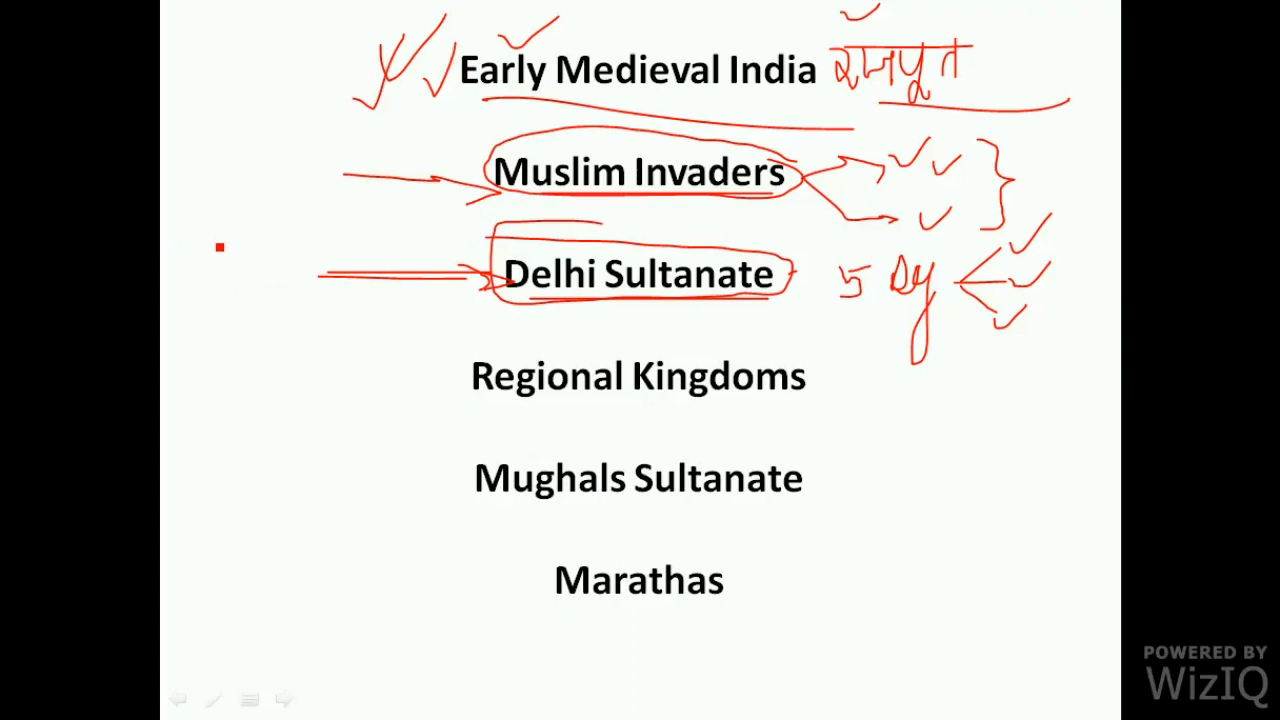 Early Medieval India राजपूत
Muslim Invaders
Delhi Sultanate 5 Dy
Regional Kingdoms
Mughals Sultanate
Marathas
POWERED BY
WizIQ